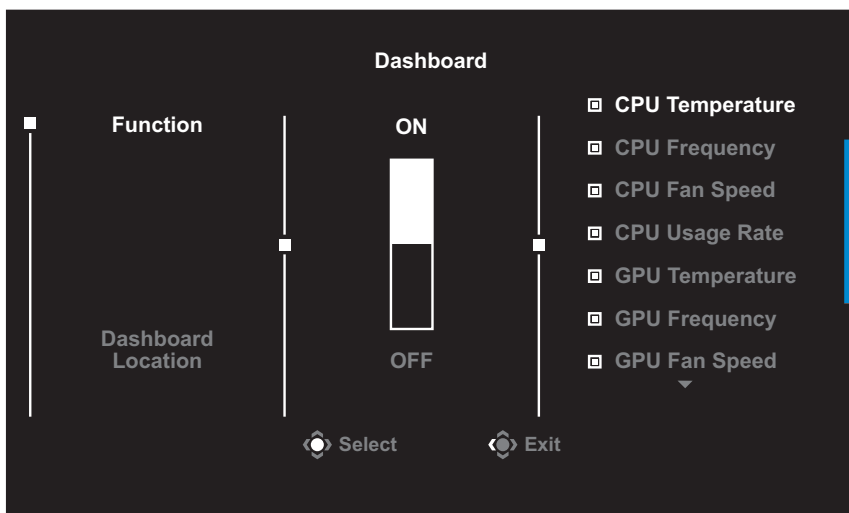 Dashboard
Function
Dashboard
Location
ON
OFF
CPU Temperature
CPU Frequency
CPU Fan Speed
CPU Usage Rate
GPU Temperature
GPU Frequency
GPU Fan Speed
Select
Exit